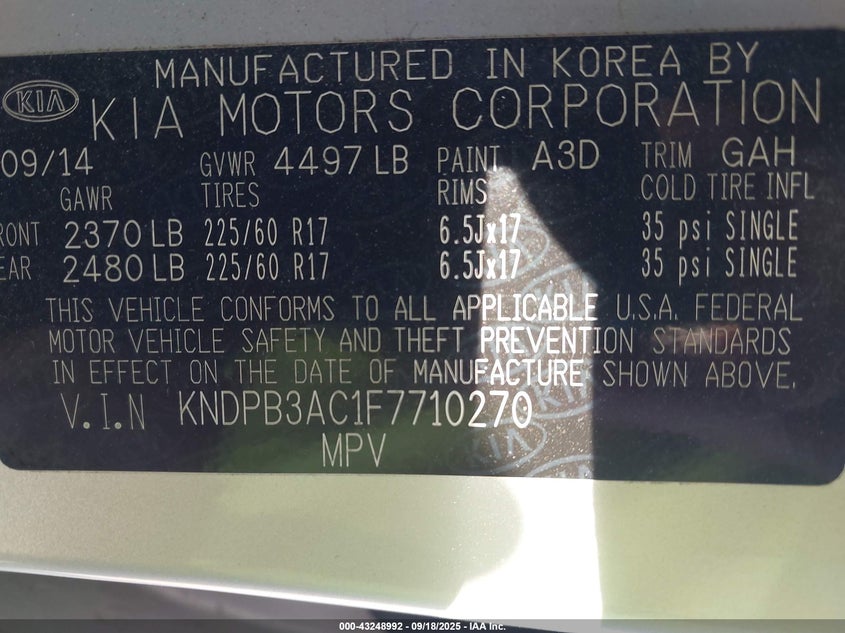 MANUFACTURED IN KOREA BY
KIA KIA MOTORS CORPORATION
09/14 GVWR 4497 LB PAINT A3D TRIM GAH
GAWR TIRES RIMS COLD TIRE INFL
RONT 2370 LB 225/60 R17 6.5Jx17 35 psi SINGLE
EAR 2480 LB 225/60 R17 6.5Jx17 35 psi SINGLE
THIS VEHICLE CONFORMS TO ALL APPLICABLE U.S.A. FEDERAL
MOTOR VEHICLE SAFETY AND THEFT PREVENTION STANDARDS
IN EFFECT ON THE DATE OF MANUFACTURE SHOWN ABOVE.
V.I.N KNDPB3AC1F7710270
MPV
000-43248992 - 09/18/2025 - IAA Inc.